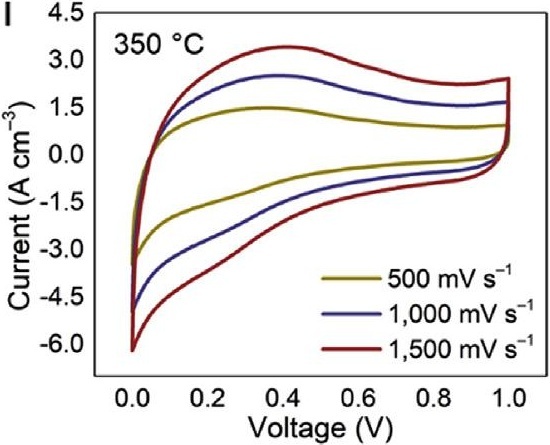 I
350 °C
4.5
3.0
1.5
0.0
-1.5
-3.0
-4.5
-6.0
Current (A cm⁻³)
500 mV s⁻¹
1,000 mV s⁻¹
1,500 mV s⁻¹
0.0 0.2 0.4 0.6 0.8 1.0
Voltage (V)